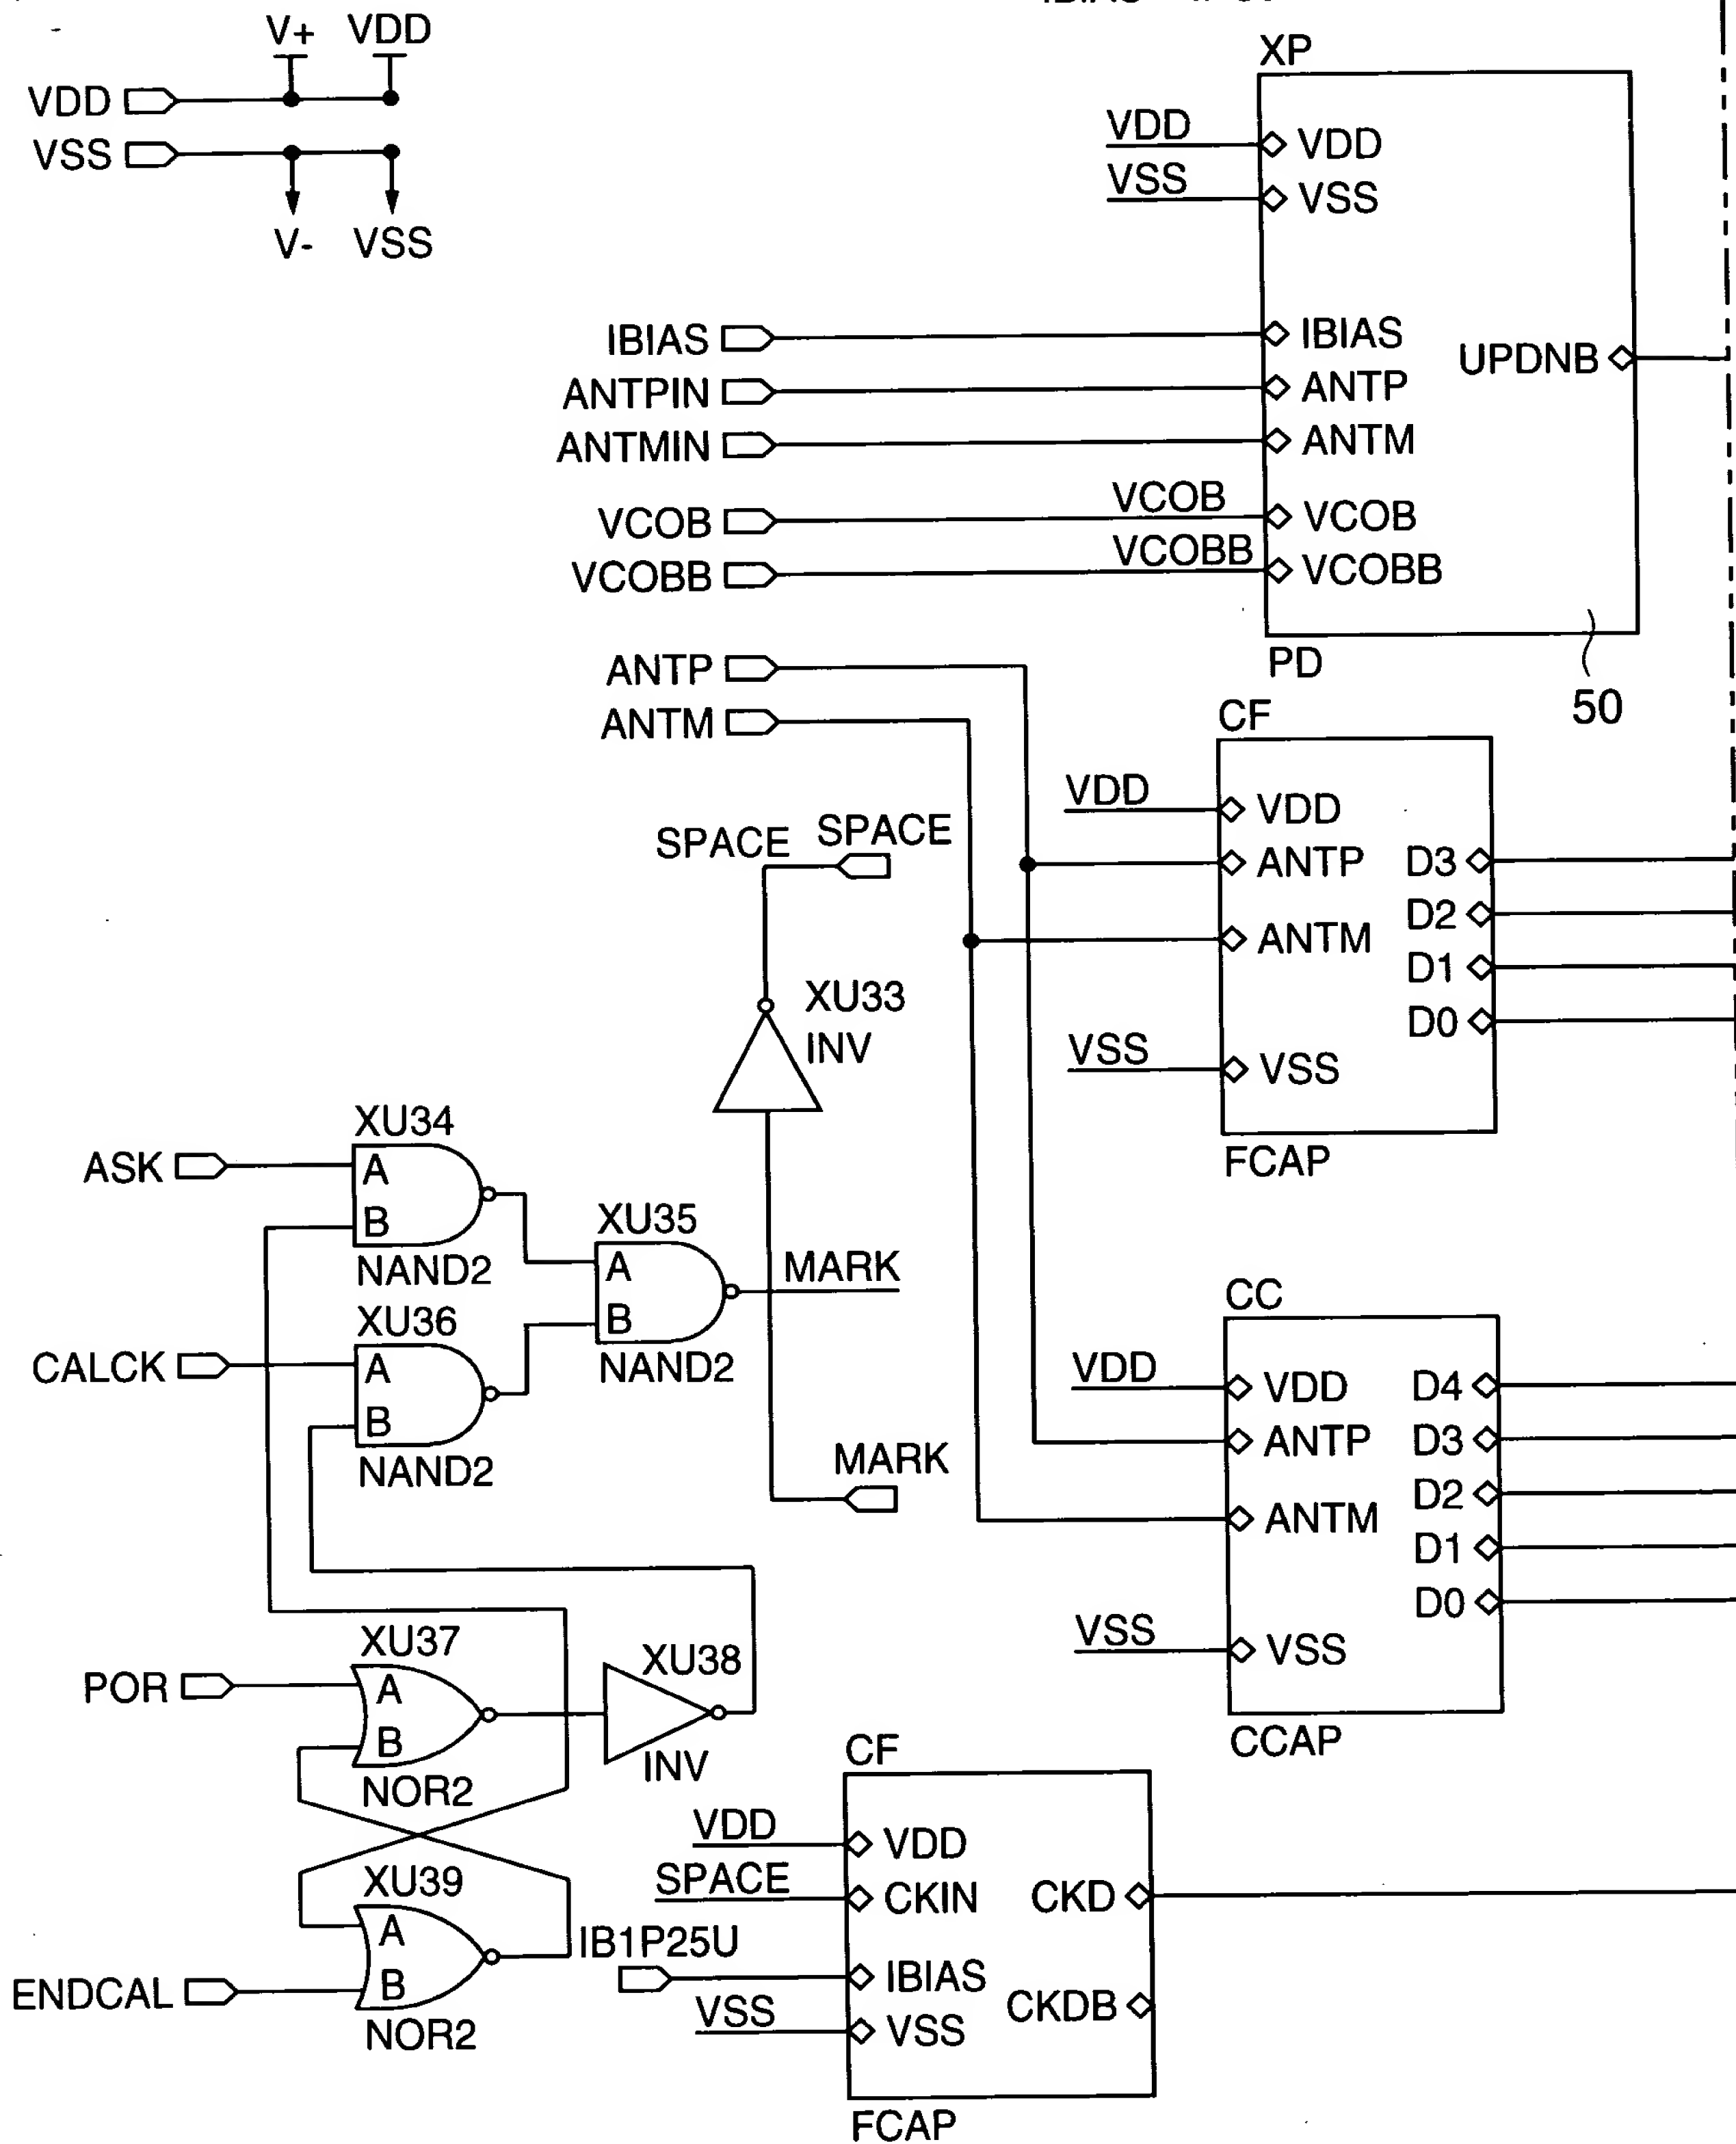 V+ VDD
VDD
VSS
V- VSS
XP
VDD
VDD
VSS
VSS
IBIAS
IBIAS
UPDNB
ANTPIN
ANTP
ANTMIN
ANTM
VCOB
VCOB
VCOB
VCOBB
VCOBB
VCOBB
PD
50
ANTP
ANTM
CF
VDD
VDD
ANTP
D3
D2
ANTM
D1
D0
VSS
VSS
FCAP
SPACE SPACE
XU33
INV
XU34
ASK
A
B
NAND2
XU35
A
B
NAND2
MARK
XU36
CALCK
A
B
NAND2
MARK
CC
VDD
VDD
D4
ANTP
D3
D2
ANTM
D1
D0
VSS
VSS
CCAP
XU37
POR
A
B
NOR2
XU38
INV
XU39
A
ENDCAL
B
NOR2
CF
VDD
VDD
SPACE
CKIN
CKD
IB1P25U
IBIAS
CKDB
VSS
VSS
FCAP